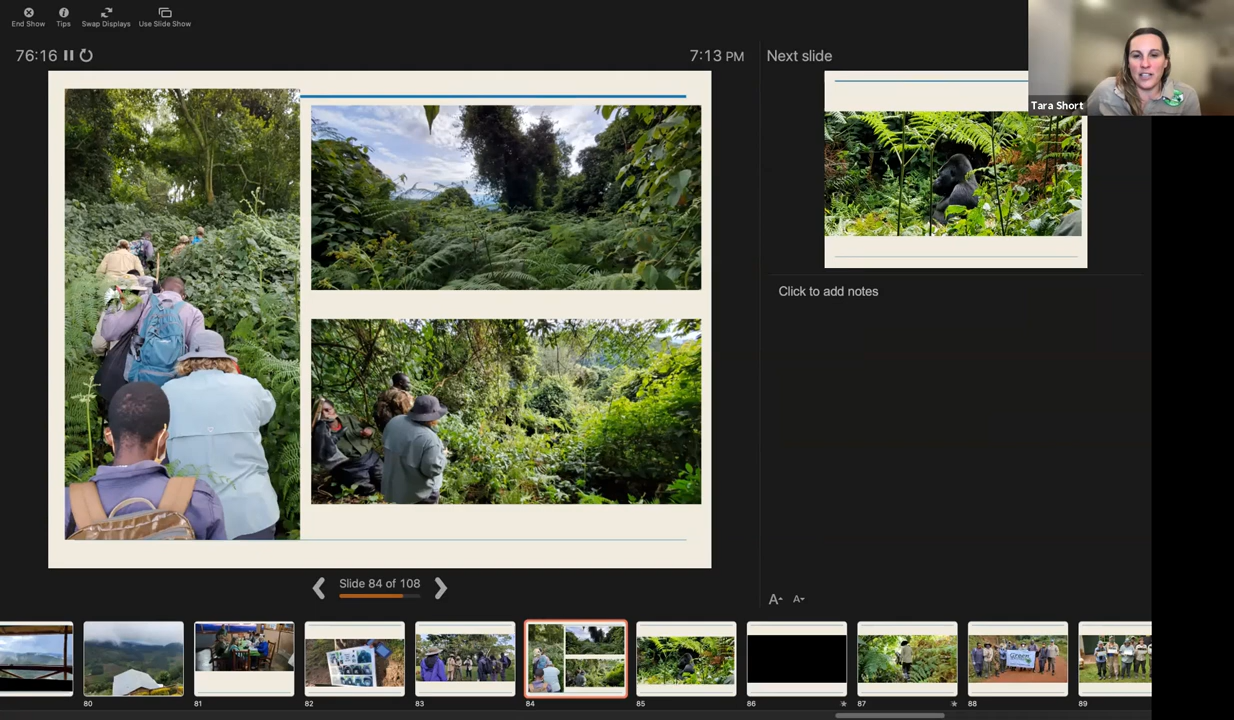 End Show
Tips
Swap Displays
Use Slide Show
76:16
7:13 PM
Next slide
Tara Short
Click to add notes
Slide 84 of 108
A
A
80
81
82
83
84
85
86
87
88
89